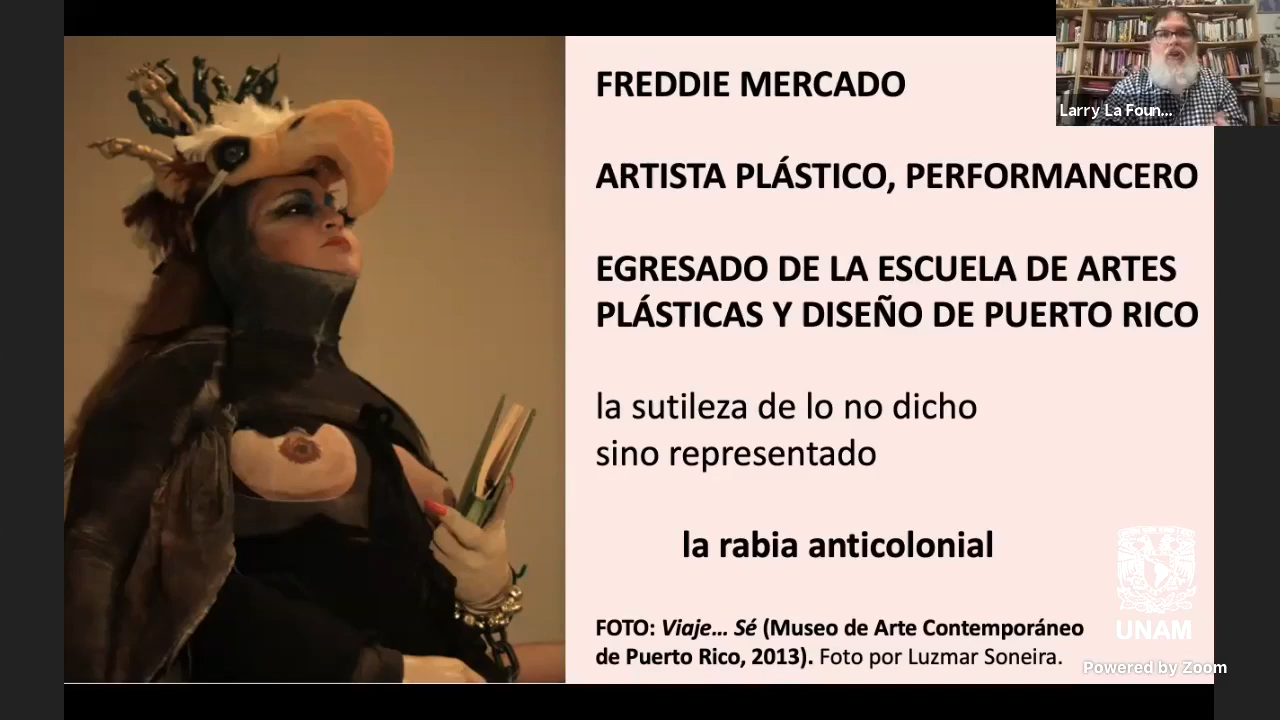 FREDDIE MERCADO
ARTISTA PLÁSTICO, PERFORMANCERO
EGRESADO DE LA ESCUELA DE ARTES
PLÁSTICAS Y DISEÑO DE PUERTO RICO
la sutileza de lo no dicho
sino representado
la rabia anticolonial
FOTO: Viaje... Sé (Museo de Arte Contemporáneo
de Puerto Rico, 2013). Foto por Luzmar Soneira.
Larry La Foun...
UNAM
Powered by Zoom